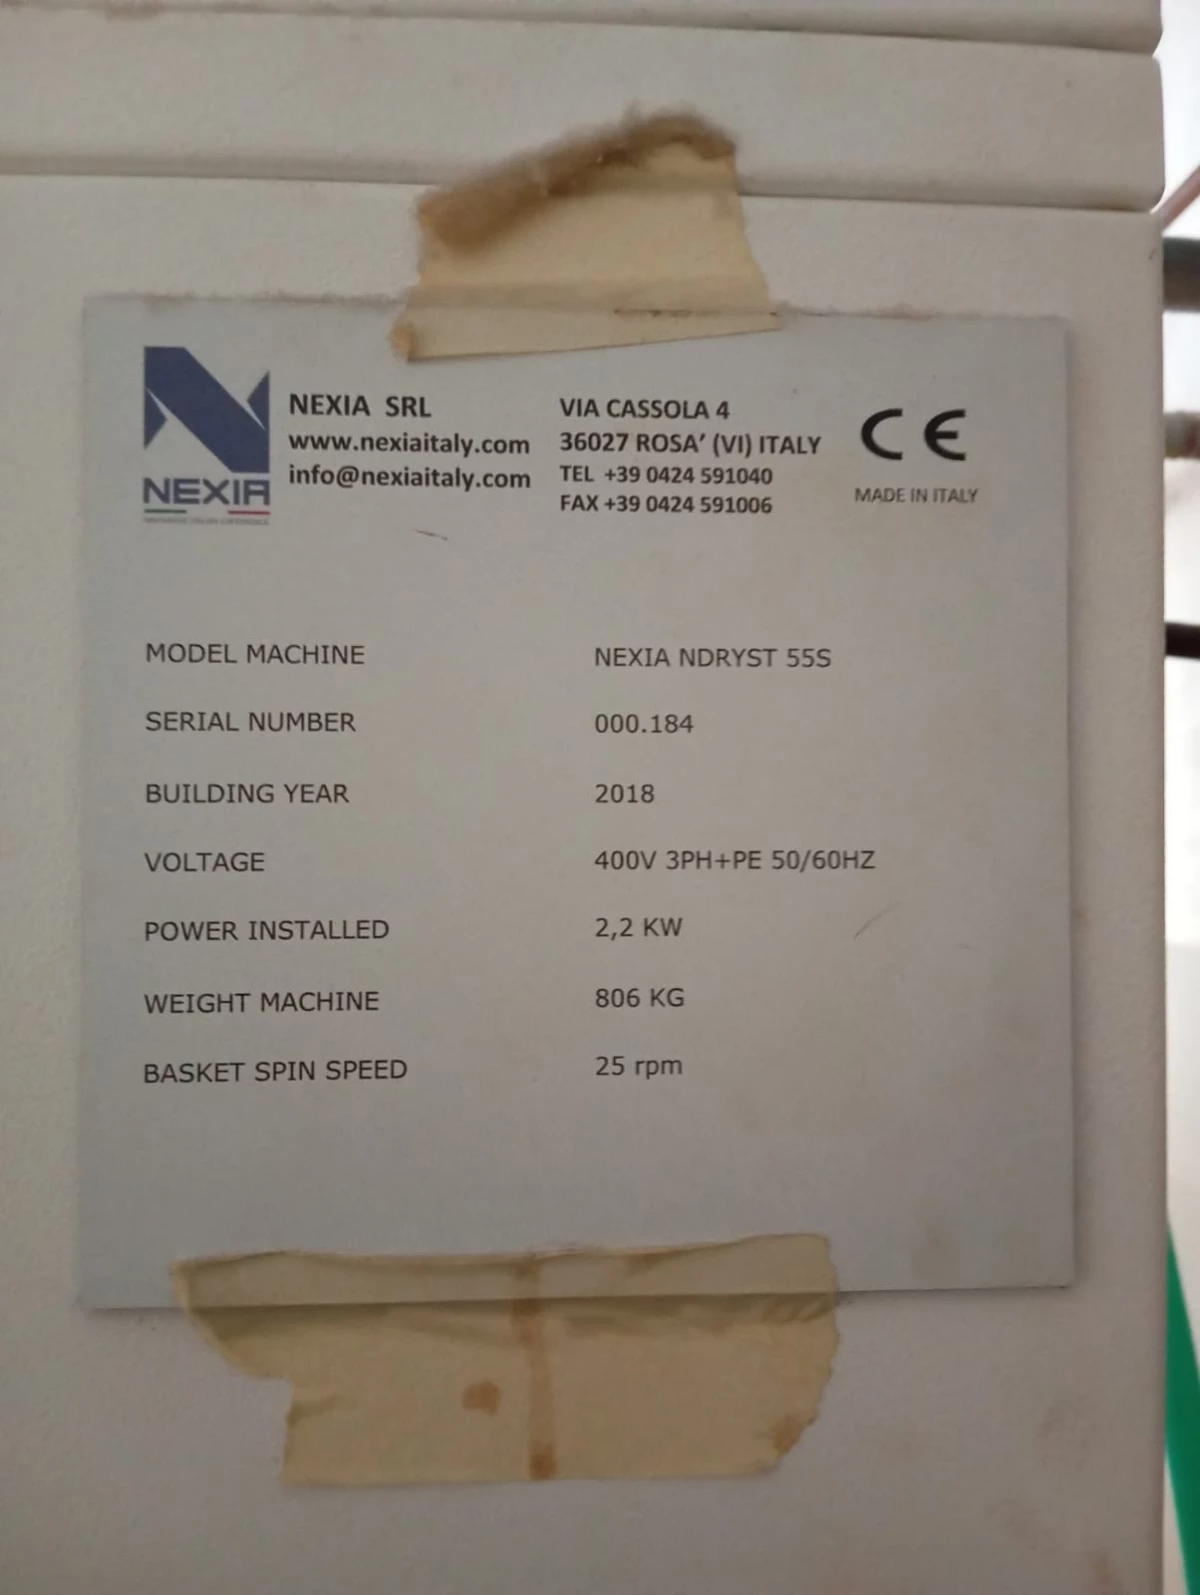 NEXIA
NEXIA SRL
www.nexiaitaly.com
info@nexiaitaly.com
VIA CASSOLA 4
36027 ROSA’ (VI) ITALY
TEL +39 0424 591040
FAX +39 0424 591006
CE
MADE IN ITALY
MODEL MACHINE NEXIA NDRYST 55S
SERIAL NUMBER 000.184
BUILDING YEAR 2018
VOLTAGE 400V 3PH+PE 50/60HZ
POWER INSTALLED 2,2 KW
WEIGHT MACHINE 806 KG
BASKET SPIN SPEED 25 rpm